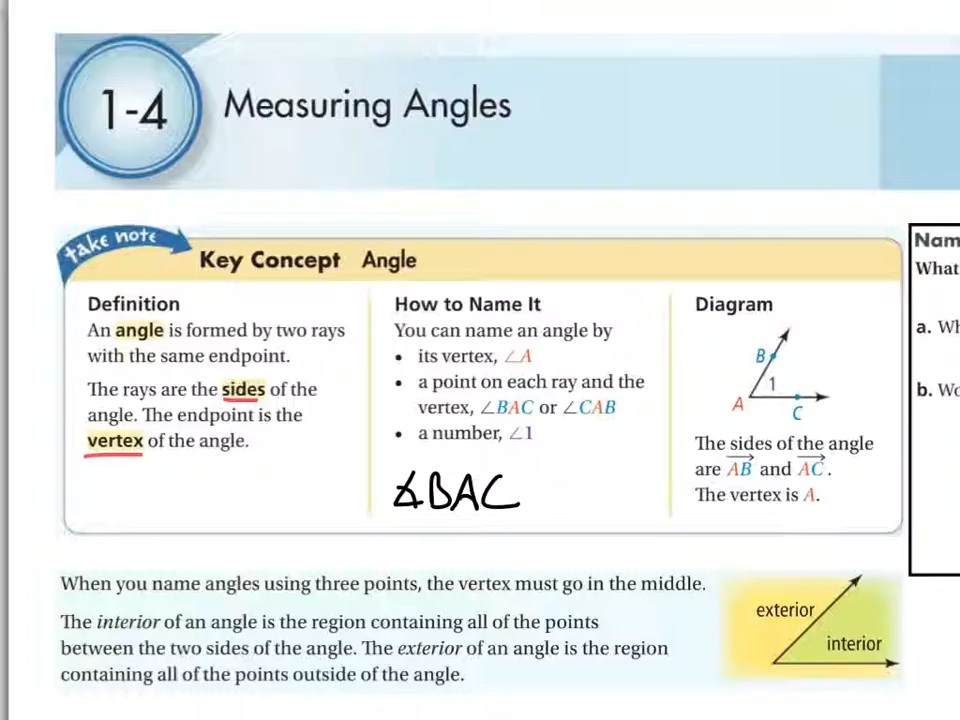 1-4
Measuring Angles
take note
Key Concept Angle
Definition
An angle is formed by two rays
with the same endpoint.
The rays are the sides of the
angle. The endpoint is the
vertex of the angle.
How to Name It
You can name an angle by
• its vertex, ∠A
• a point on each ray and the
vertex, ∠BAC or ∠CAB
• a number, ∠1
∡BAC
Diagram
B
1
A
C
The sides of the angle
are AB and AC.
The vertex is A.
When you name angles using three points, the vertex must go in the middle.
The interior of an angle is the region containing all of the points
between the two sides of the angle. The exterior of an angle is the region
containing all of the points outside of the angle.
exterior
interior
What
a.
b.